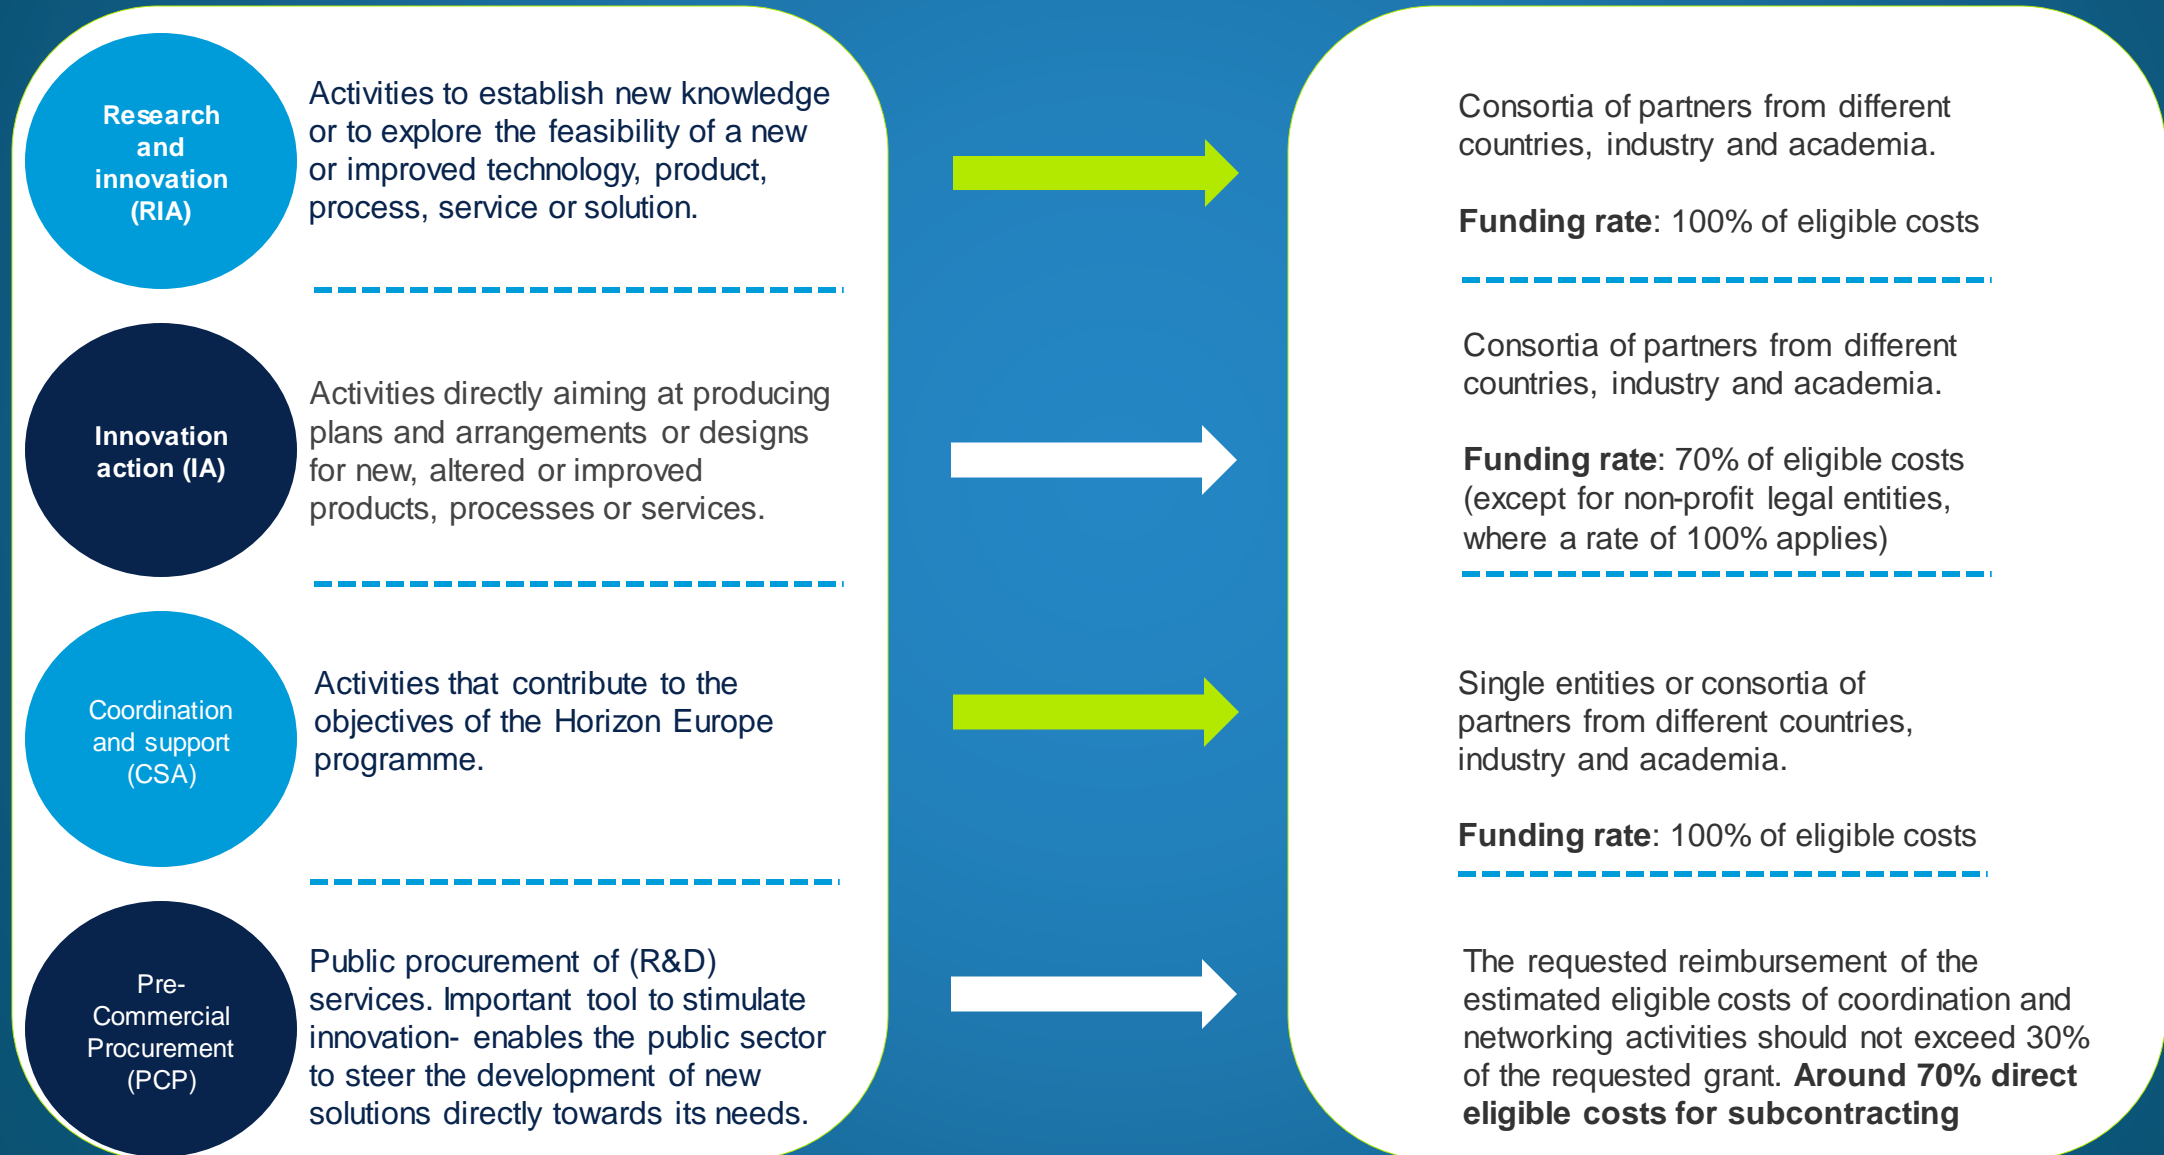 Research
and
innovation
(RIA)
Activities to establish new knowledge
or to explore the feasibility of a new
or improved technology, product,
process, service or solution.
Consortia of partners from different
countries, industry and academia.
Funding rate: 100% of eligible costs
Innovation
action (IA)
Activities directly aiming at producing
plans and arrangements or designs
for new, altered or improved
products, processes or services.
Consortia of partners from different
countries, industry and academia.
Funding rate: 70% of eligible costs
(except for non-profit legal entities,
where a rate of 100% applies)
Coordination
and support
(CSA)
Activities that contribute to the
objectives of the Horizon Europe
programme.
Single entities or consortia of
partners from different countries,
industry and academia.
Funding rate: 100% of eligible costs
Pre-
Commercial
Procurement
(PCP)
Public procurement of (R&D)
services. Important tool to stimulate
innovation- enables the public sector
to steer the development of new
solutions directly towards its needs.
The requested reimbursement of the
estimated eligible costs of coordination and
networking activities should not exceed 30%
of the requested grant. Around 70% direct
eligible costs for subcontracting